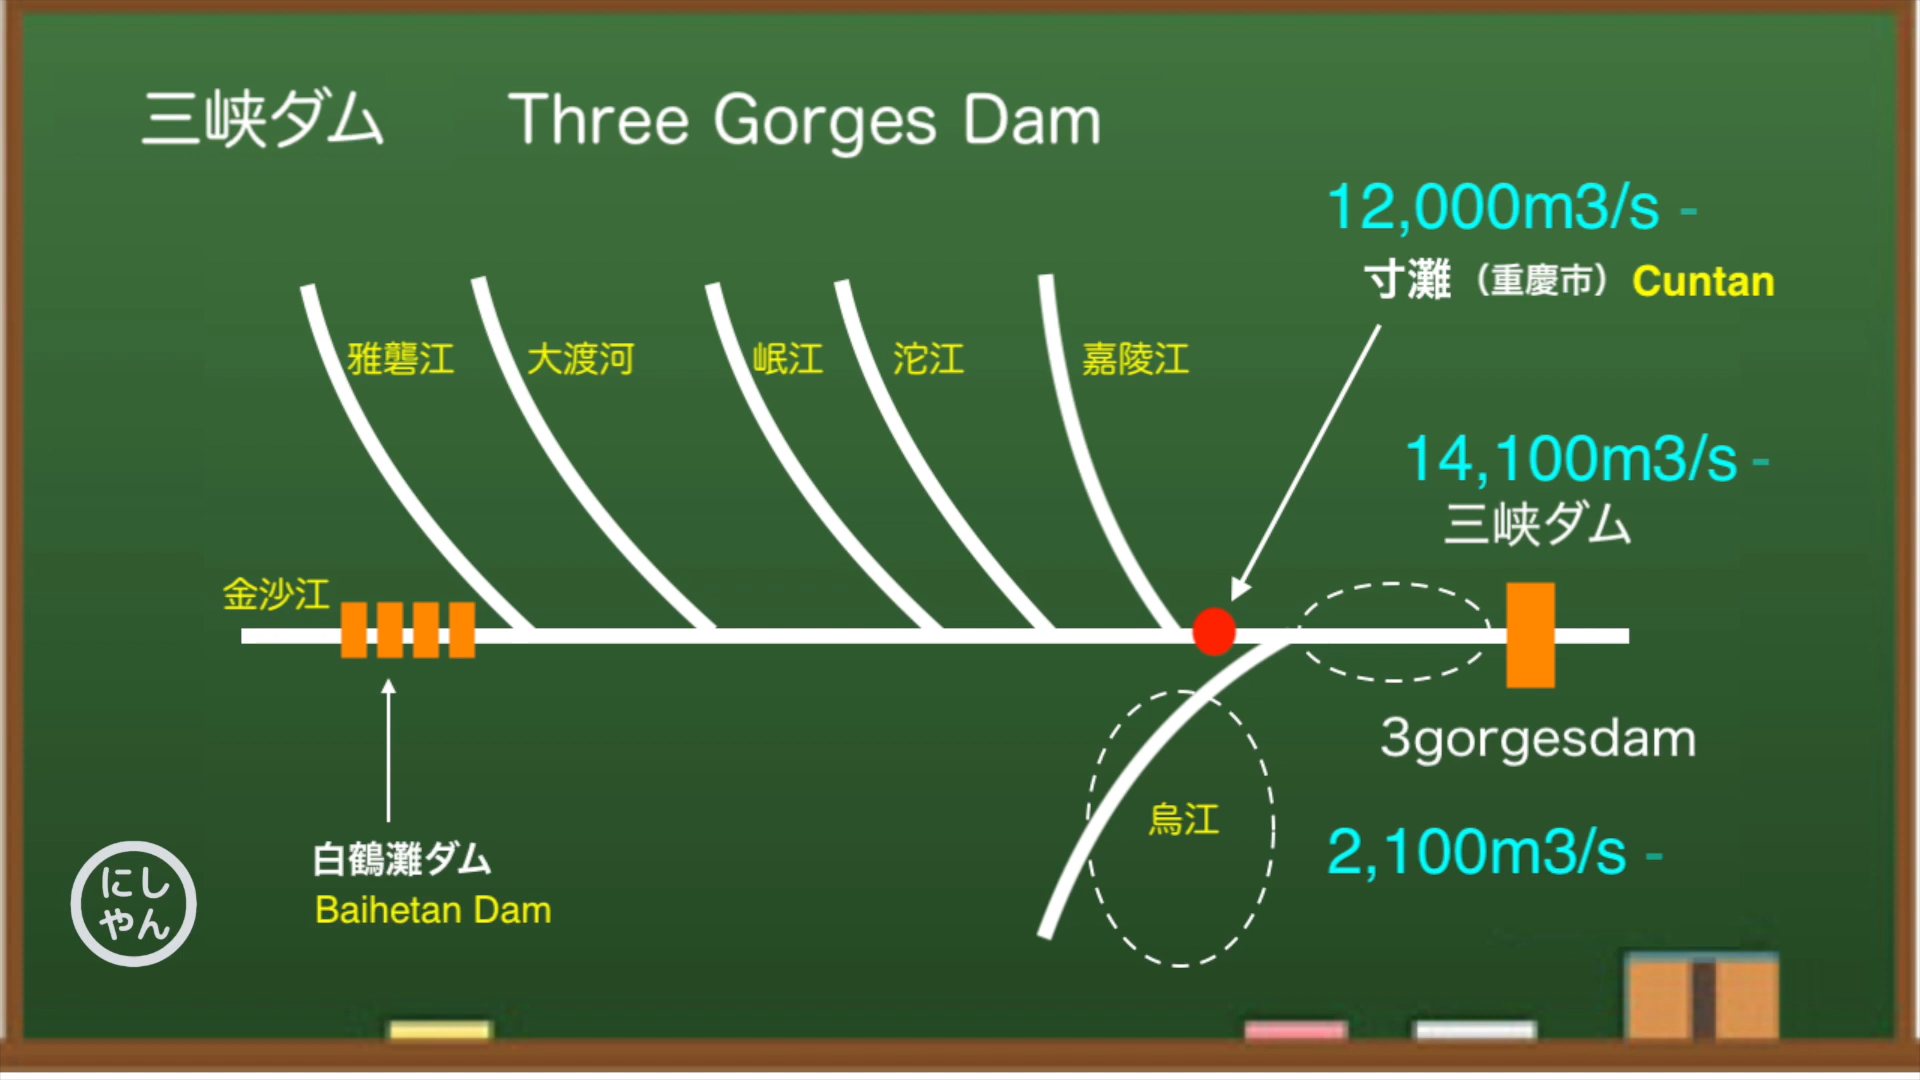 三峡ダム Three Gorges Dam
12,000m3/s -
寸灘（重慶市）Cuntan
雅礱江
大渡河
岷江
沱江
嘉陵江
14,100m3/s -
三峡ダム
金沙江
3gorgesdam
烏江
2,100m3/s -
白鶴灘ダム
Baihetan Dam
にし
やん